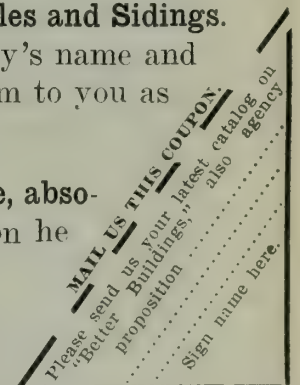 les and Sidings.
y's name and
m to you as
e, abso-
n he
MAIL US THIS COUPON.
Please send us your latest catalog on
"Better Buildings," also agency
proposition
Sign name here.